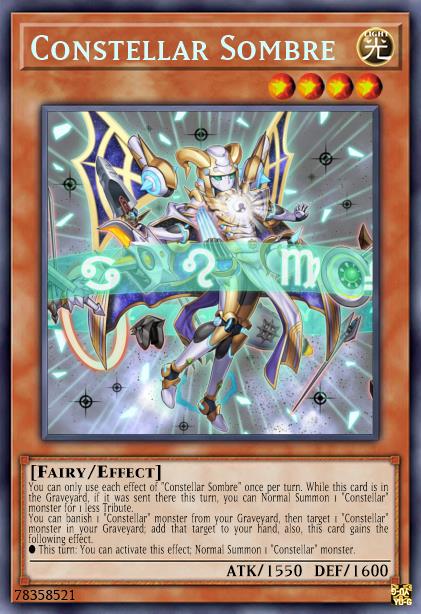 CONSTELLAR SOMBRE
LIGHT
光
[FAIRY/EFFECT]
You can only use each effect of "Constellar Sombre" once per turn. While this card is in
the Graveyard, if it was sent there this turn, you can Normal Summon 1 "Constellar"
monster for 1 less Tribute.
You can banish 1 "Constellar" monster from your Graveyard, then target 1 "Constellar"
monster in your Graveyard; add that target to your hand, also, this card gains the
following effect.
● This turn: You can activate this effect; Normal Summon 1 "Constellar" monster.
ATK/1550 DEF/1600
78358521